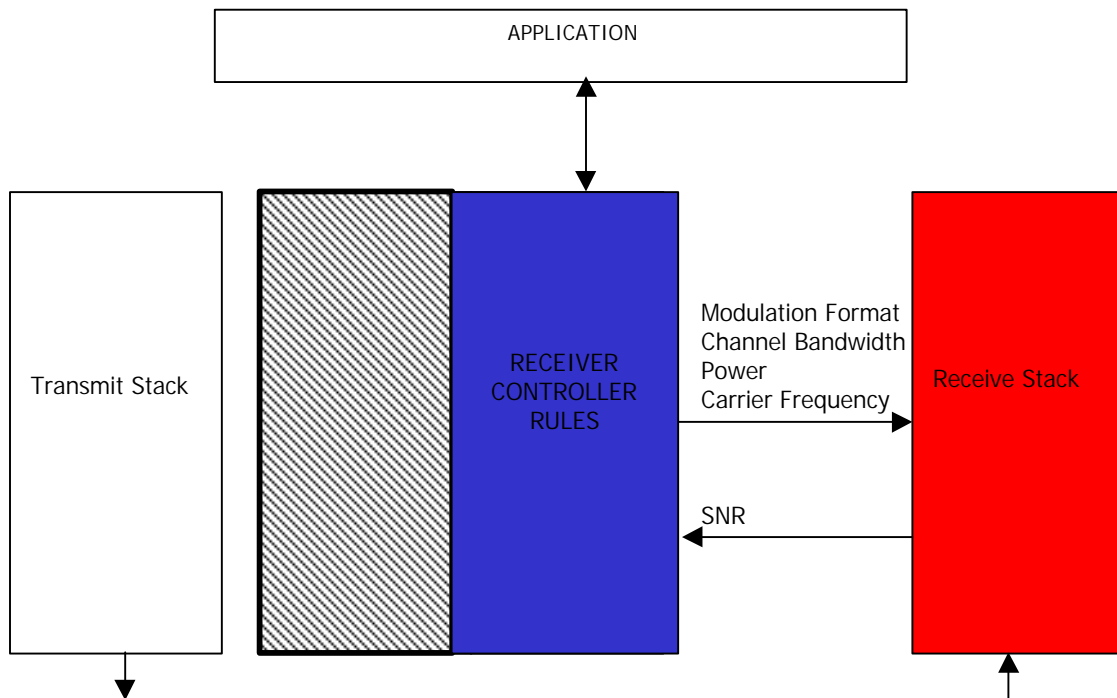 APPLICATION
Transmit Stack
RECEIVER
CONTROLLER
RULES
Modulation Format
Channel Bandwidth
Power
Carrier Frequency
SNR
Receive Stack